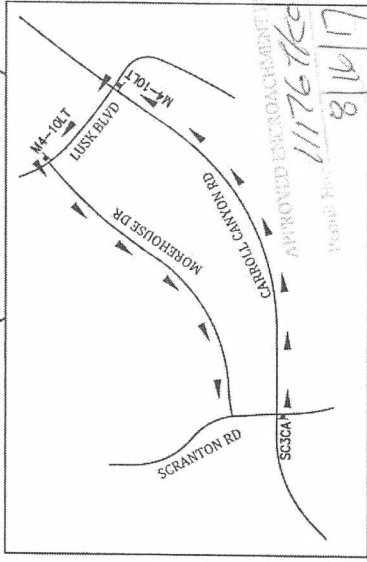 M4-10LT
LUSK BLVD
M4-10LT
MOREHOUSE DR
CARROLL CANYON RD
SCRANTON RD
SC3CA
APPROVED ENCROACHMENT
8/16/17